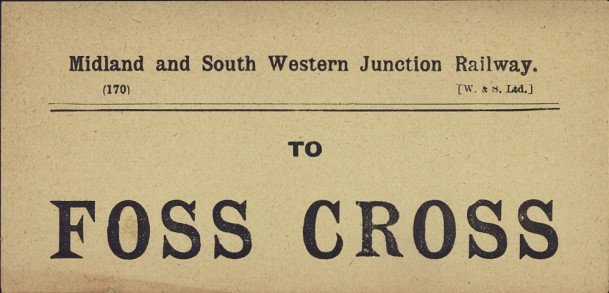 Midland and South Western Junction Railway.
(170) [W. & S. Ltd.]
TO
FOSS CROSS